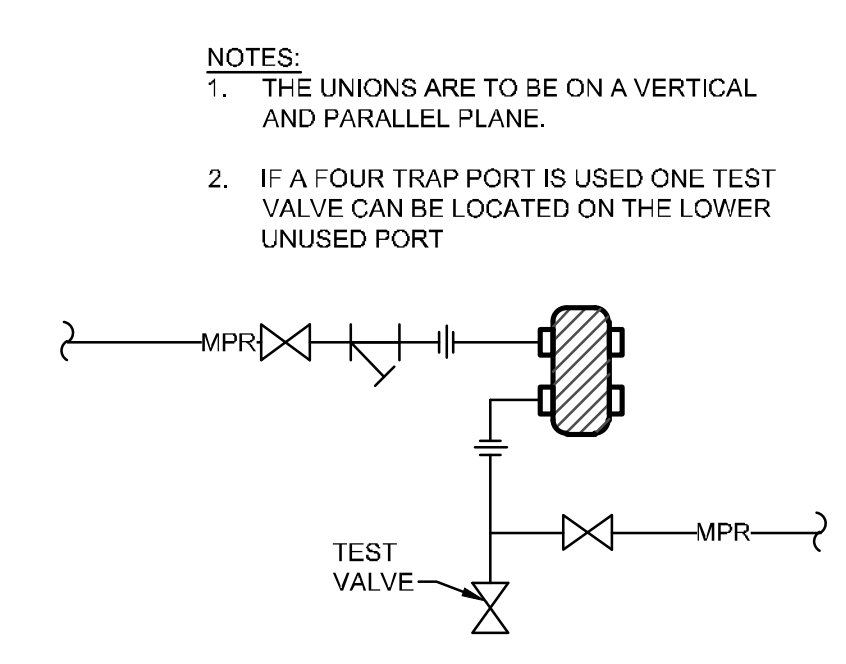 NOTES:
1. THE UNIONS ARE TO BE ON A VERTICAL
AND PARALLEL PLANE.
2. IF A FOUR TRAP PORT IS USED ONE TEST
VALVE CAN BE LOCATED ON THE LOWER
UNUSED PORT
MPR
MPR
TEST
VALVE